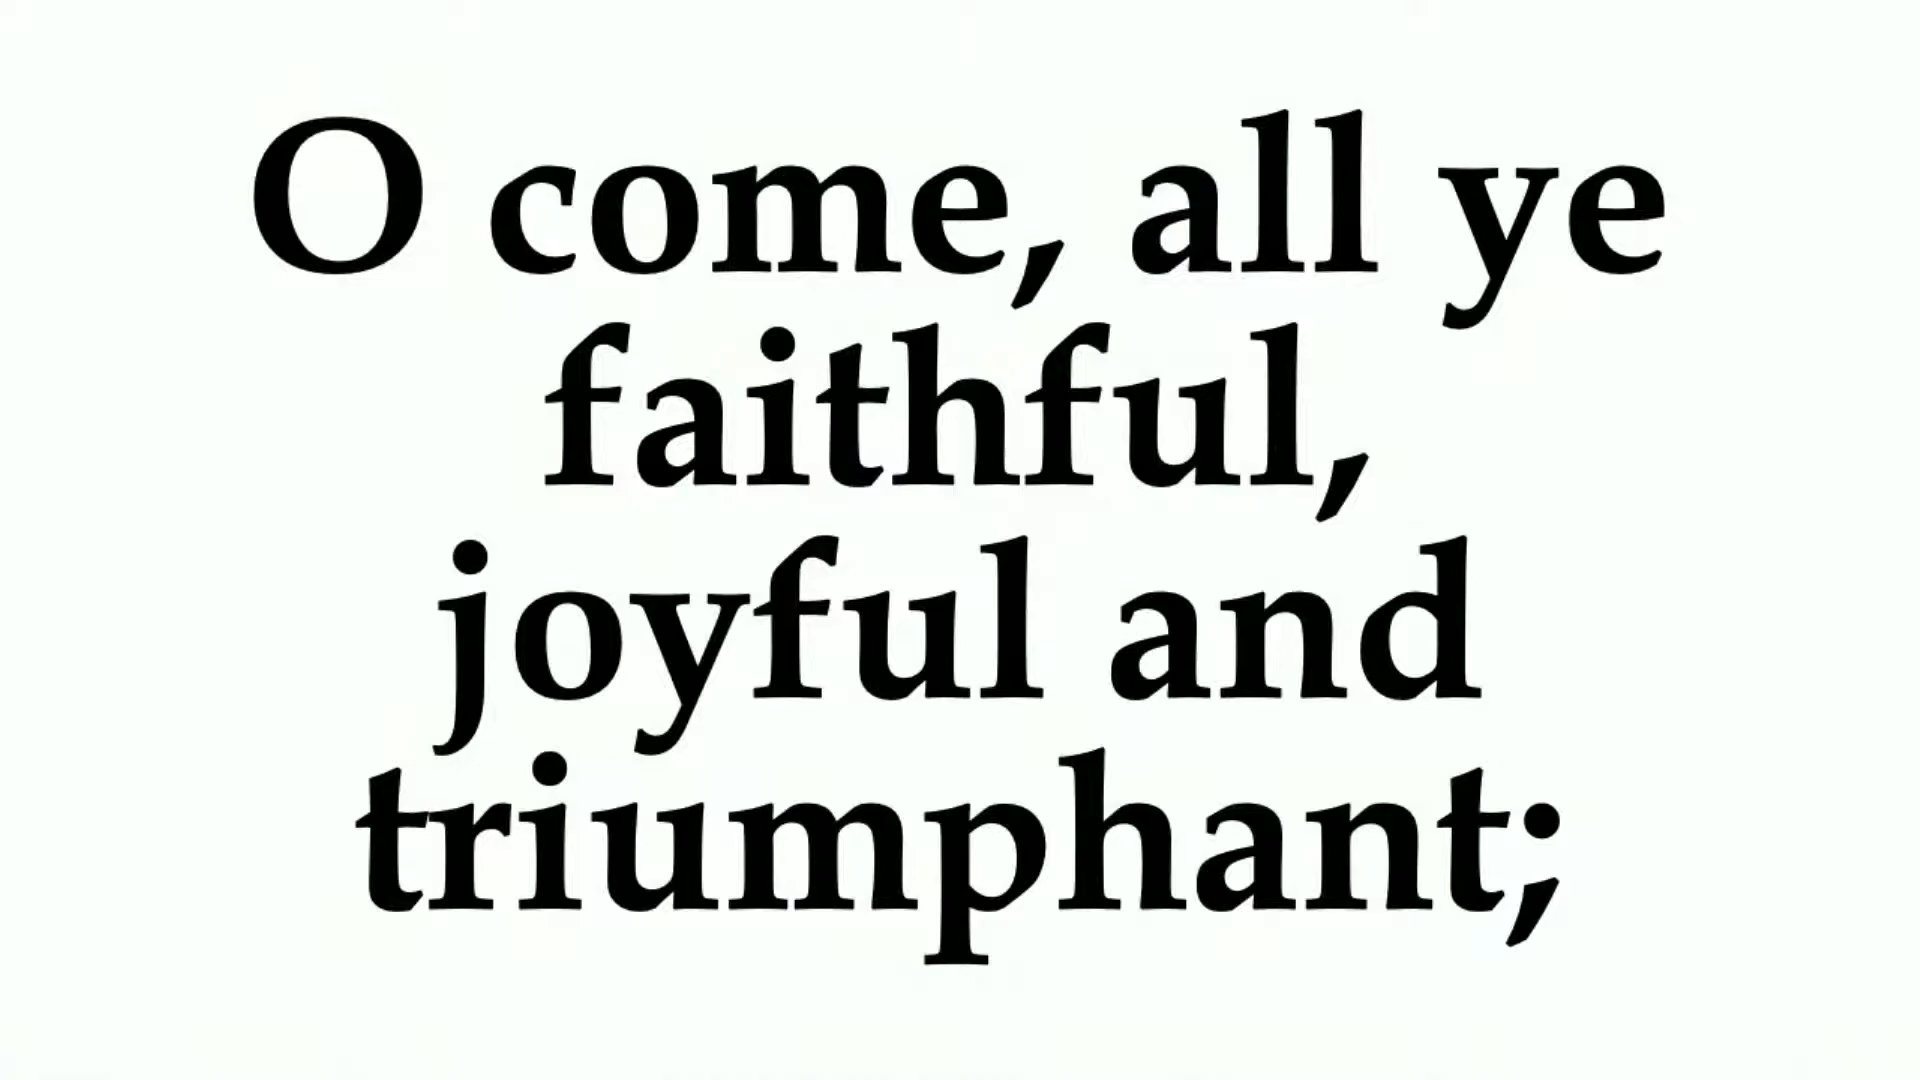 O come, all ye
faithful,
joyful and
triumphant;